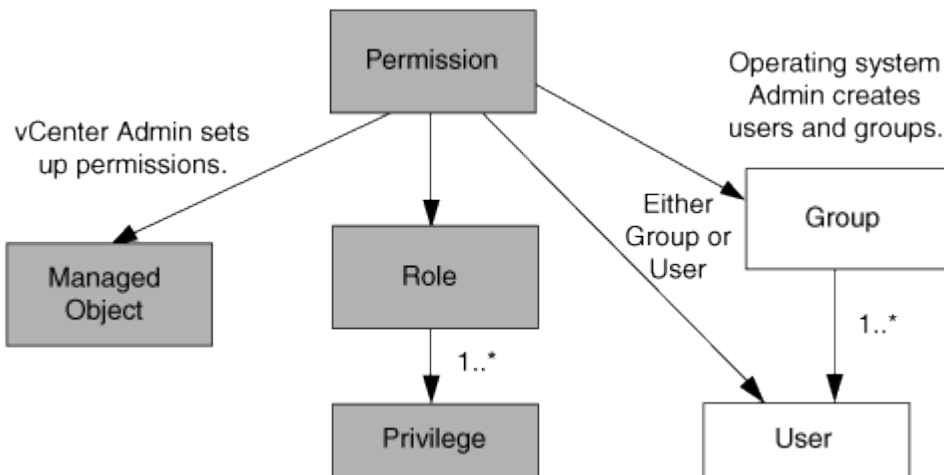 Permission
Operating system
Admin creates
users and groups.
vCenter Admin sets
up permissions.
Either
Group or
User
Group
Managed
Object
Role
1..*
1..*
Privilege
User